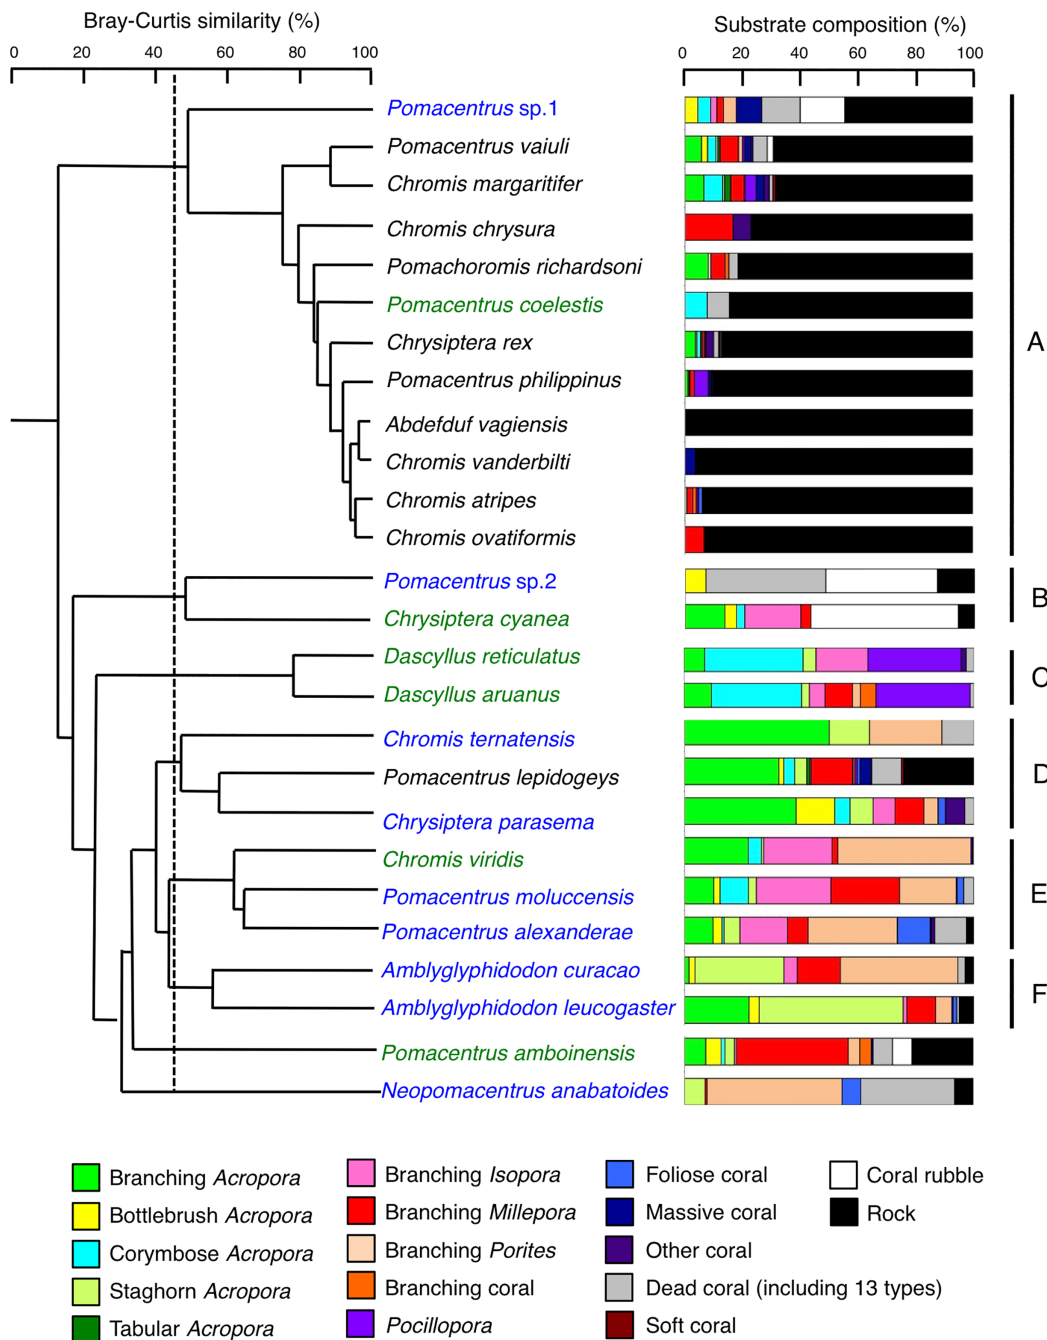 Bray-Curtis similarity (%)
Substrate composition (%)
0 20 40 60 80 100
0 20 40 60 80 100
Pomacentrus sp.1
Pomacentrus vaiuli
Chromis margaritifer
Chromis chrysura
Pomachoromis richardsoni
Pomacentrus coelestis
Chrysiptera rex
A
Pomacentrus philippinus
Abdefduf vagiensis
Chromis vanderbilti
Chromis atripes
Chromis ovatiformis
Pomacentrus sp.2
B
Chrysiptera cyanea
Dascyllus reticulatus
C
Dascyllus aruanus
Chromis ternatensis
Pomacentrus lepidogeys
D
Chrysiptera parasema
Chromis viridis
Pomacentrus moluccensis
E
Pomacentrus alexanderae
Amblyglyphidodon curacao
F
Amblyglyphidodon leucogaster
Pomacentrus amboinensis
Neopomacentrus anabatoides
Branching Acropora
Bottlebrush Acropora
Corymbose Acropora
Staghorn Acropora
Tabular Acropora
Branching Isopora
Branching Millepora
Branching Porites
Branching coral
Pocillopora
Foliose coral
Massive coral
Other coral
Dead coral (including 13 types)
Soft coral
Coral rubble
Rock